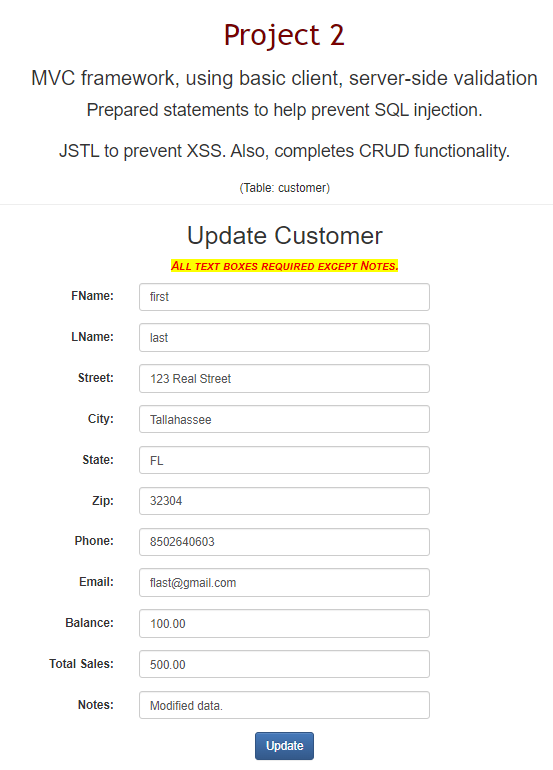 Project 2
MVC framework, using basic client, server-side validation
Prepared statements to help prevent SQL injection.
JSTL to prevent XSS. Also, completes CRUD functionality.
(Table: customer)
Update Customer
All text boxes required except Notes.
FName: first
LName: last
Street: 123 Real Street
City: Tallahassee
State: FL
Zip: 32304
Phone: 8502640603
Email: flast@gmail.com
Balance: 100.00
Total Sales: 500.00
Notes: Modified data.
Update